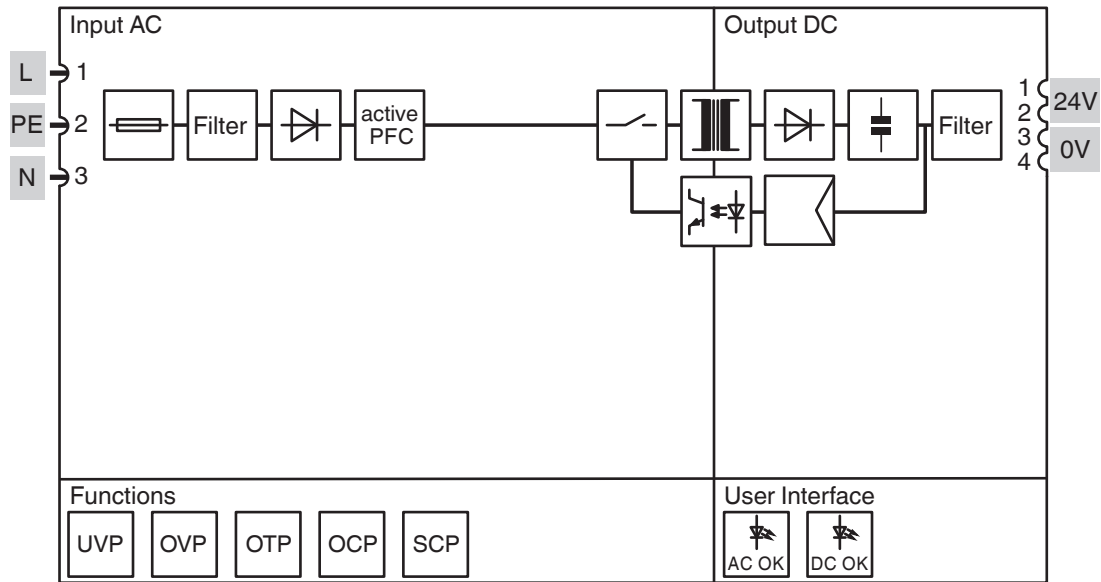 Input AC
Output DC
L
1
PE
2
N
3
Filter
active
PFC
Filter
1
2
3
4
24V
0V
Functions
UVP
OVP
OTP
OCP
SCP
User Interface
AC OK
DC OK